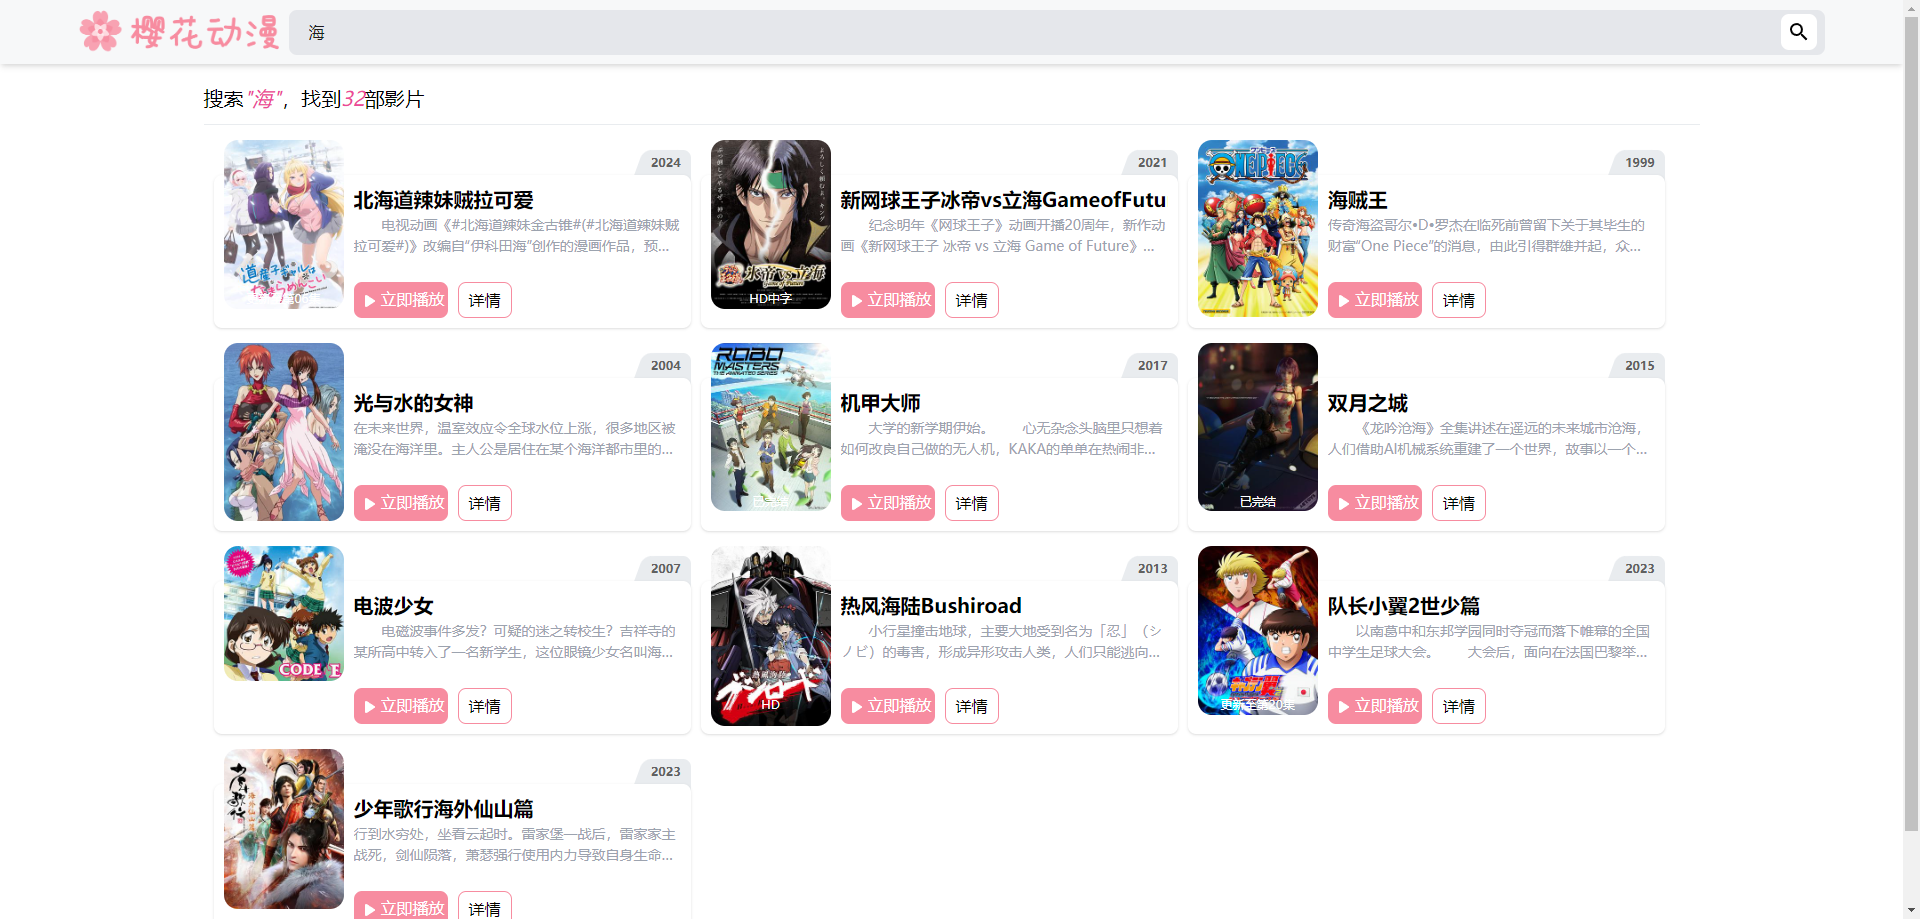 樱花动漫
海
搜索"海"，找到32部影片
2024
北海道辣妹贼拉可爱
电视动画《#北海道辣妹金古锥#(#北海道辣妹贼
拉可爱#)》改编自“伊科田海”创作的漫画作品，预...
立即播放 详情
2021
新网球王子冰帝vs立海GameofFutu
纪念明年《网球王子》动画开播20周年，新作动
画《新网球王子 冰帝 vs 立海 Game of Future》...
HD中字
立即播放 详情
1999
ONE PIECE
海贼王
传奇海盗哥尔•D•罗杰在临死前曾留下关于其毕生的
财富“One Piece”的消息，由此引得群雄并起，众...
立即播放 详情
2004
光与水的女神
在未来世界，温室效应令全球水位上涨，很多地区被
淹没在海洋里。主人公是居住在某个海洋都市里的...
立即播放 详情
2017
ROBO
MASTERS
THE ANIMATED SERIES
机甲大师
大学的新学期伊始。 心无杂念头脑里只想着
如何改良自己做的无人机，KAKA的单单在热闹非...
已完结
立即播放 详情
2015
双月之城
《龙吟沧海》全集讲述在遥远的未来城市沧海，
人们借助AI机械系统重建了一个世界，故事以一个...
已完结
立即播放 详情
2007
电波少女
电磁波事件多发？可疑的迷之转校生？吉祥寺的
某所高中转入了一名新学生，这位眼镜少女名叫海...
CODE E
立即播放 详情
2013
热风海陆Bushiroad
小行星撞击地球，主要大地受到名为「忍」（シ
ノビ）的毒害，形成异形攻击人类，人们只能逃向...
HD
立即播放 详情
2023
队长小翼2世少篇
以南葛中和东邦学园同时夺冠而落下帷幕的全国
中学生足球大会。 大会后，面向在法国巴黎举...
更新至第20集
立即播放 详情
2023
少年歌行海外仙山篇
行到水穷处，坐看云起时。雷家堡一战后，雷家家主
战死，剑仙陨落，萧瑟强行使用内力导致自身生命...
立即播放 详情